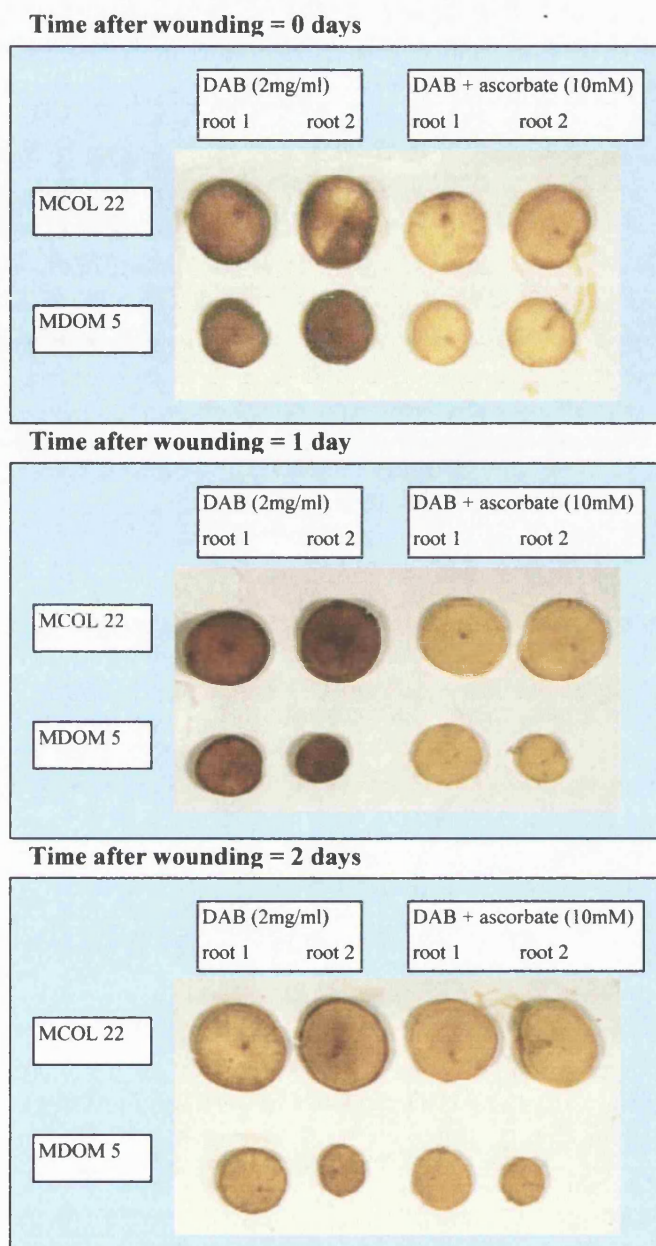 Time after wounding = 0 days
DAB (2mg/ml)
root 1 root 2
DAB + ascorbate (10mM)
root 1 root 2
MCOL 22
MDOM 5
Time after wounding = 1 day
DAB (2mg/ml)
root 1 root 2
DAB + ascorbate (10mM)
root 1 root 2
MCOL 22
MDOM 5
Time after wounding = 2 days
DAB (2mg/ml)
root 1 root 2
DAB + ascorbate (10mM)
root 1 root 2
MCOL 22
MDOM 5